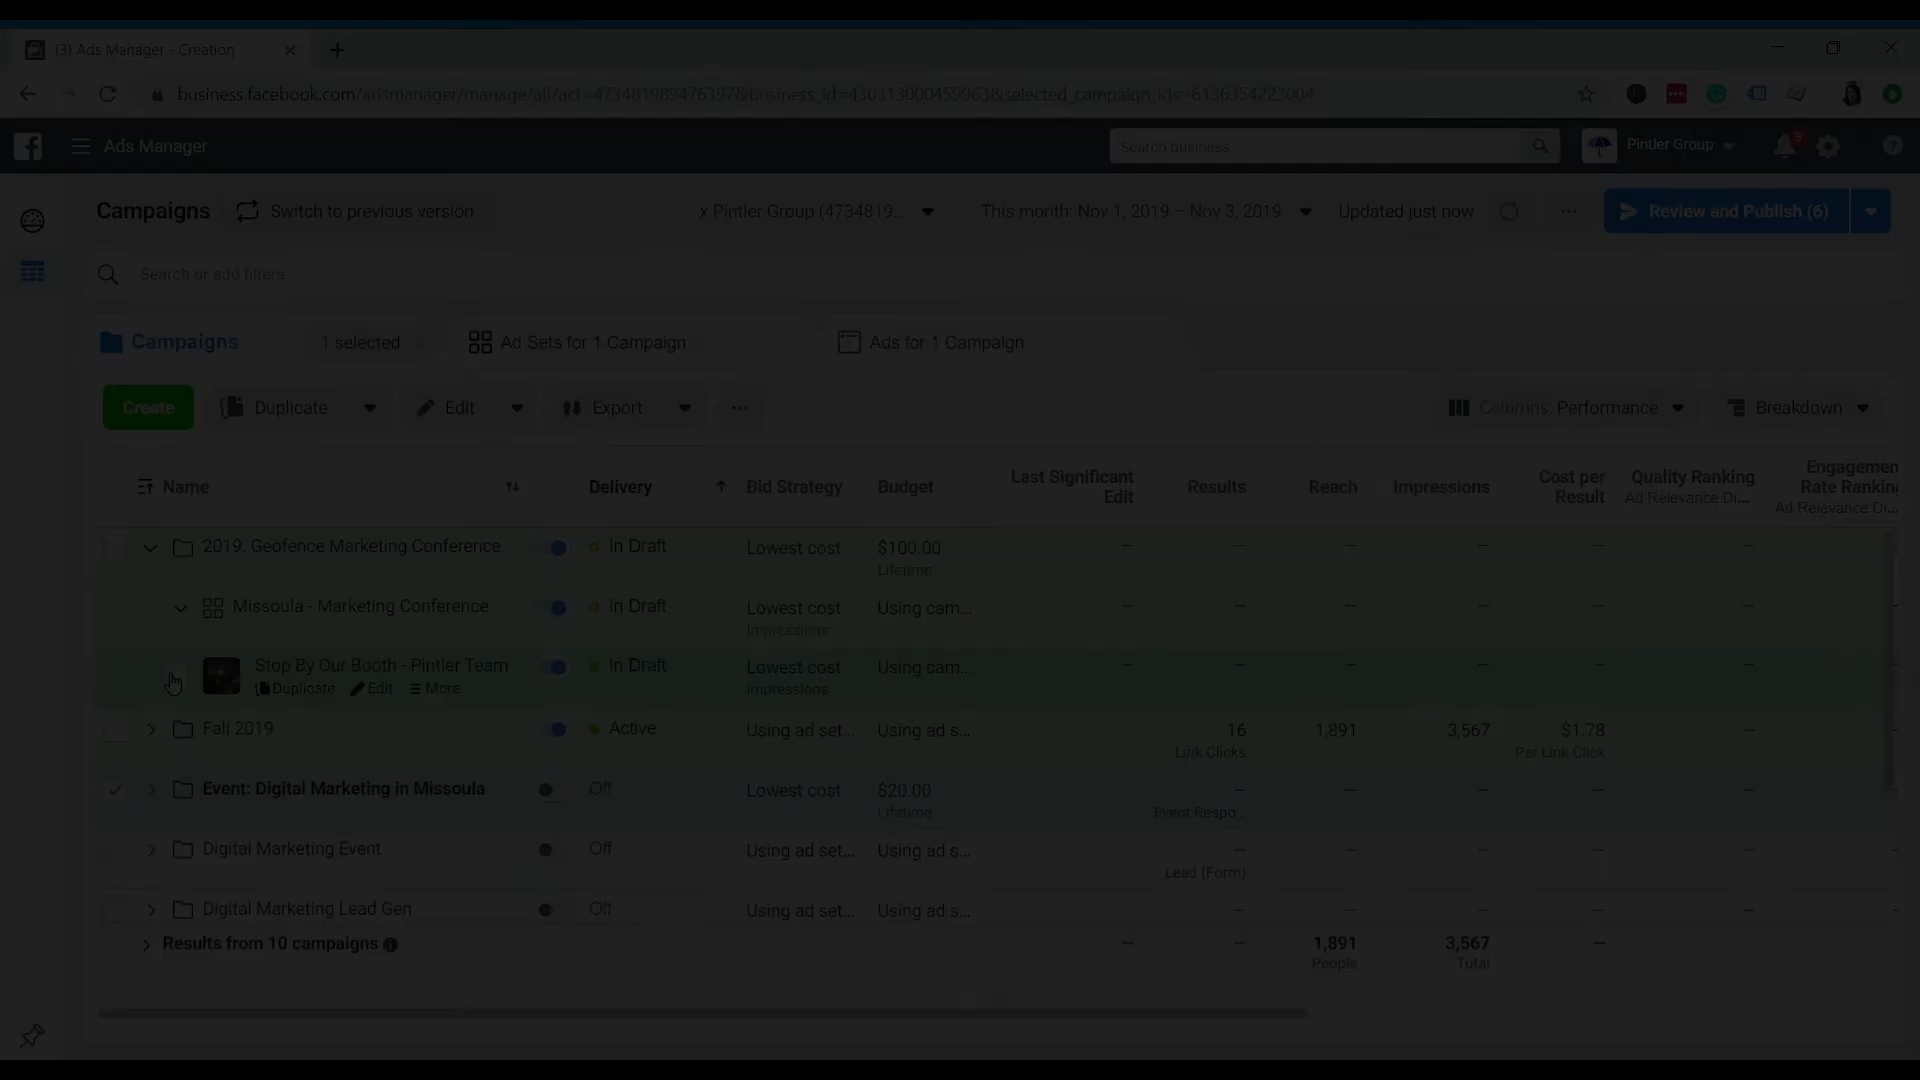 (3) Ads Manager - Creation
business.facebook.com/adsmanager/manage/all?act=473481989476397&business_id=4303130004599638&selected_campaign_ids=6136354223004
Ads Manager
Search business
Pintler Group
9
Campaigns
Switch to previous version
x Pintler Group (4734819...
This month: Nov 1, 2019 – Nov 3, 2019
Updated just now
Review and Publish (6)
Search or add filters
Campaigns
1 selected
Ad Sets for 1 Campaign
Ads for 1 Campaign
Create
Duplicate
Edit
Export
Columns: Performance
Breakdown
Name
Delivery
Bid Strategy
Budget
Last Significant Edit
Results
Reach
Impressions
Cost per Result
Quality Ranking
Ad Relevance Di...
Engagemen
Rate Ranking
Ad Relevance Di...
2019. Geofence Marketing Conference
In Draft
Lowest cost
$100.00
Lifetime
— — — — — — —
Missoula - Marketing Conference
In Draft
Lowest cost
Impressions
Using cam...
— — — — — — —
Stop By Our Booth - Pintler Team
Duplicate Edit More
In Draft
Lowest cost
Impressions
Using cam...
— — — — — — —
Fall 2019
Active
Using ad set...
Using ad s...
16
Link Clicks
1,891
3,567
$1.78
Per Link Click
— —
Event: Digital Marketing in Missoula
Off
Lowest cost
$20.00
Lifetime
— — — — — — —
Event Respo...
Digital Marketing Event
Off
Using ad set...
Using ad s...
— — — — — —
Lead (Form)
Digital Marketing Lead Gen
Off
Using ad set...
Using ad s...
— — — — — —
Results from 10 campaigns
— —
1,891
People
3,567
Total
—